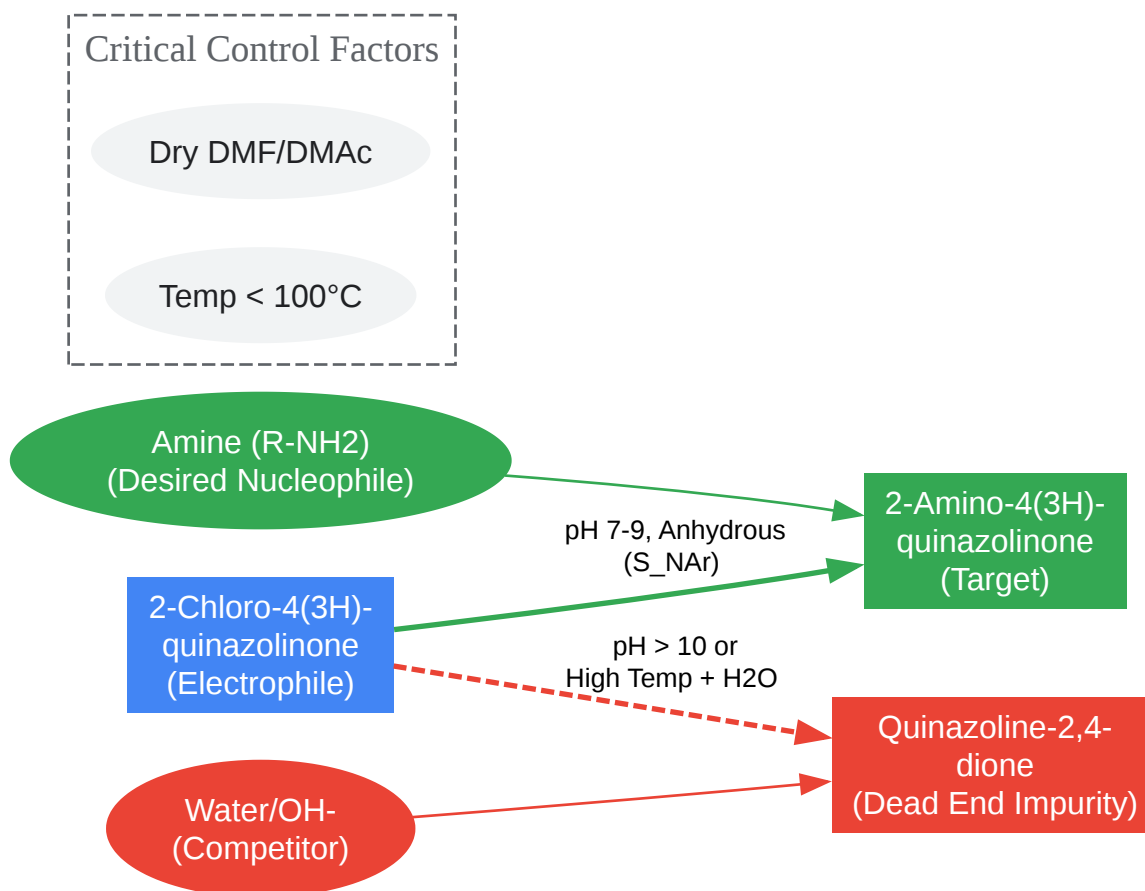 Critical Control Factors
Dry DMF/DMAc
Temp < 100°C
Amine (R-NH2)
(Desired Nucleophile)
2-Amino-4(3H)-
quinazolinone
(Target)
pH 7-9, Anhydrous
(S_NAr)
2-Chloro-4(3H)-
quinazolinone
(Electrophile)
pH > 10 or
High Temp + H2O
Quinazoline-2,4-
dione
(Dead End Impurity)
Water/OH-
(Competitor)